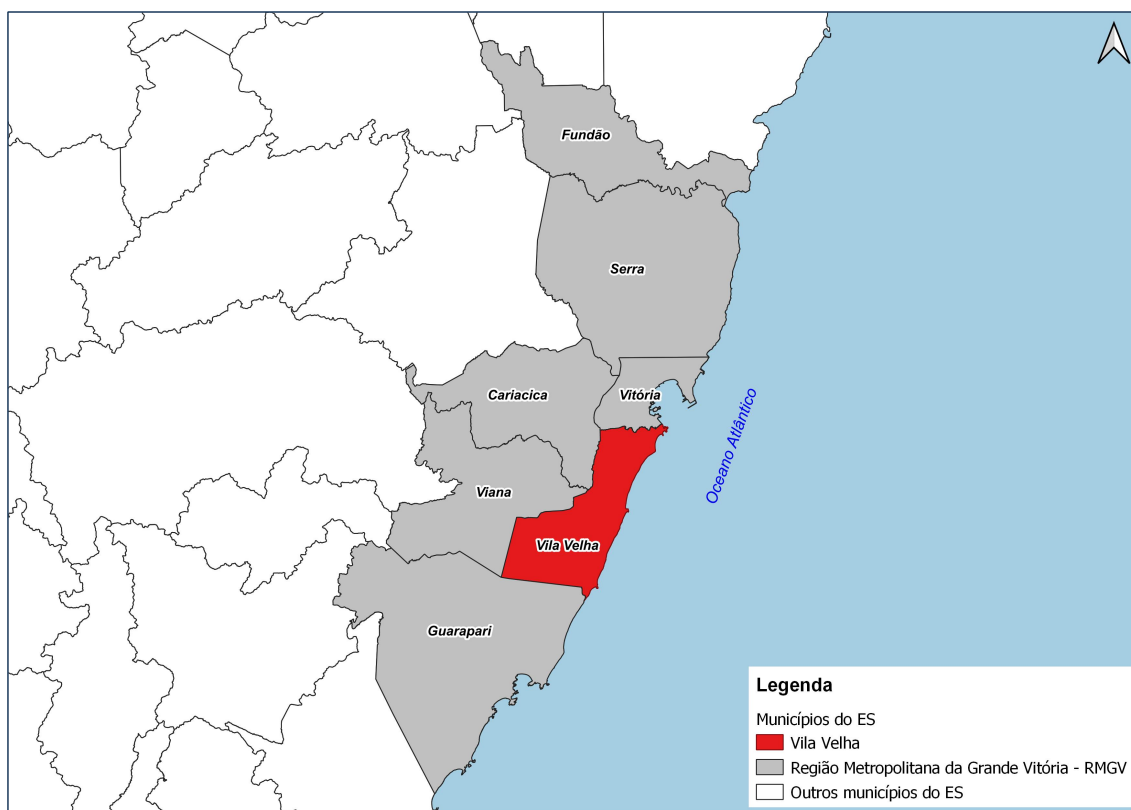 Fundão
Serra
Cariacica
Vitória
Oceano Atlântico
Viana
Vila Velha
Guarapari
Legenda
Municípios do ES
Vila Velha
Região Metropolitana da Grande Vitória - RMGV
Outros municípios do ES